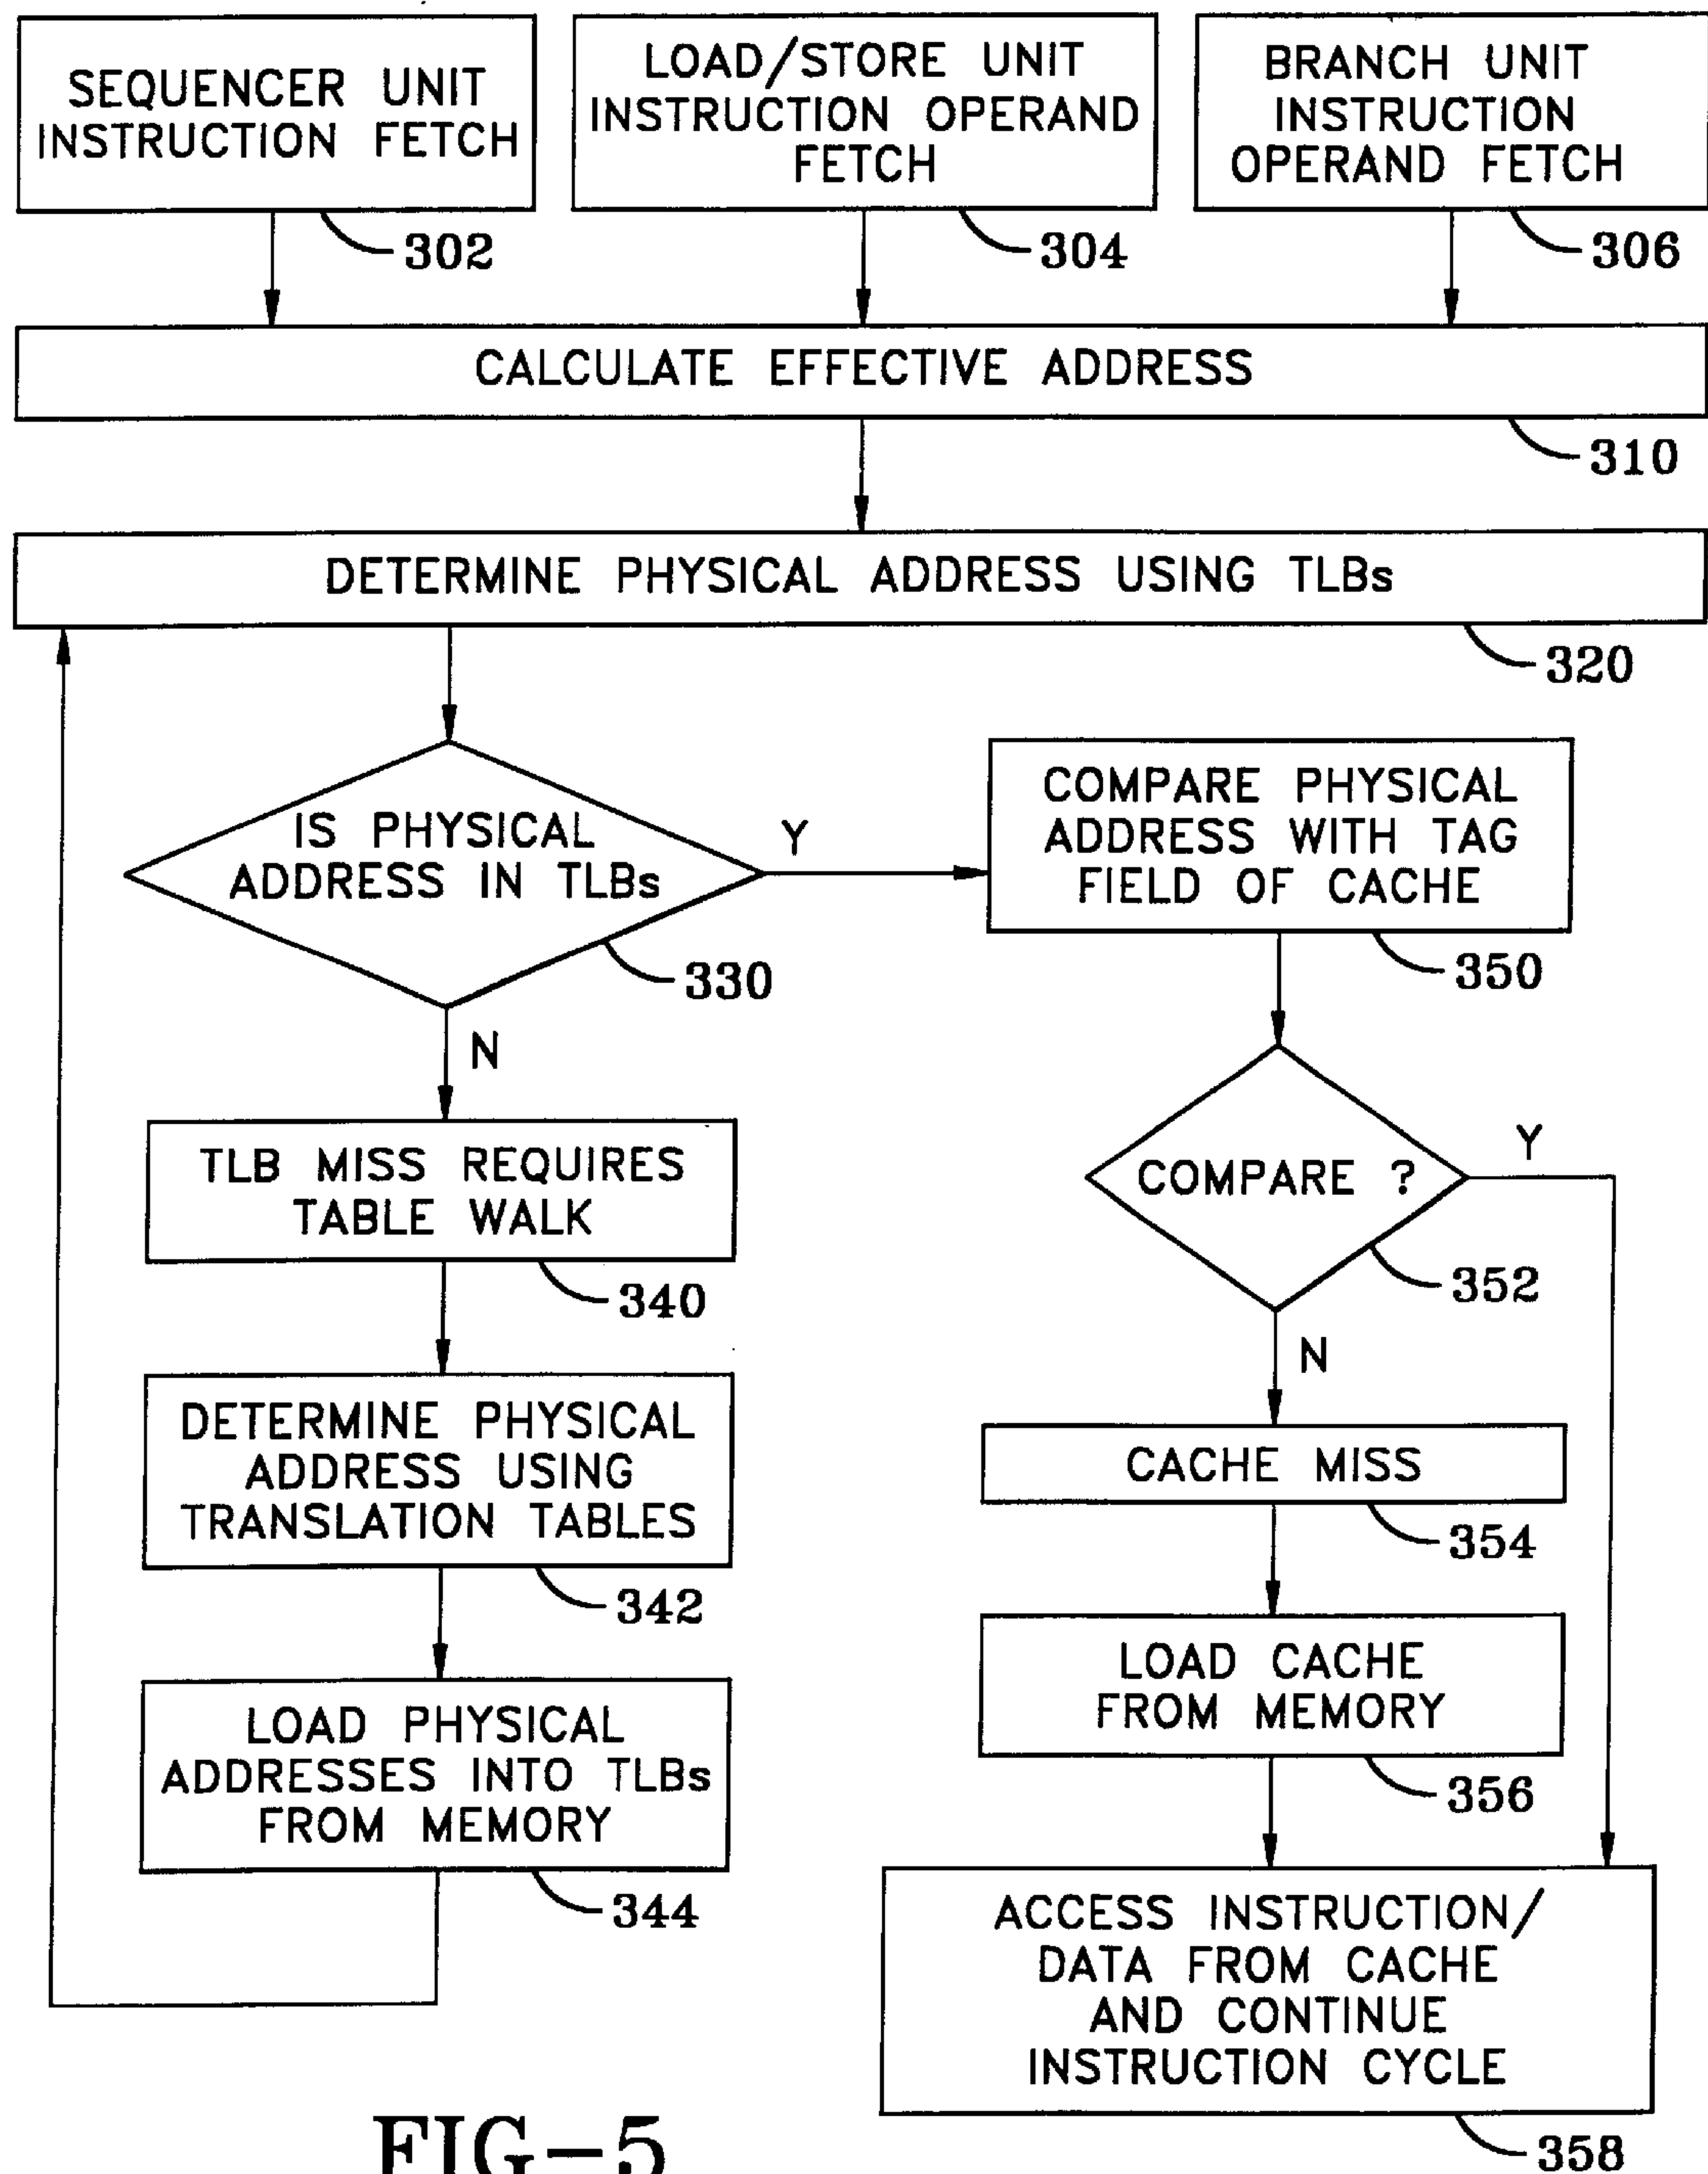 SEQUENCER UNIT
INSTRUCTION FETCH
302
LOAD/STORE UNIT
INSTRUCTION OPERAND
FETCH
304
BRANCH UNIT
INSTRUCTION
OPERAND FETCH
306
CALCULATE EFFECTIVE ADDRESS
310
DETERMINE PHYSICAL ADDRESS USING TLBs
320
IS PHYSICAL
ADDRESS IN TLBs
330
Y
N
TLB MISS REQUIRES
TABLE WALK
340
DETERMINE PHYSICAL
ADDRESS USING
TRANSLATION TABLES
342
LOAD PHYSICAL
ADDRESSES INTO TLBs
FROM MEMORY
344
COMPARE PHYSICAL
ADDRESS WITH TAG
FIELD OF CACHE
350
COMPARE ?
352
Y
N
CACHE MISS
354
LOAD CACHE
FROM MEMORY
356
ACCESS INSTRUCTION/
DATA FROM CACHE
AND CONTINUE
INSTRUCTION CYCLE
358
FIG-5